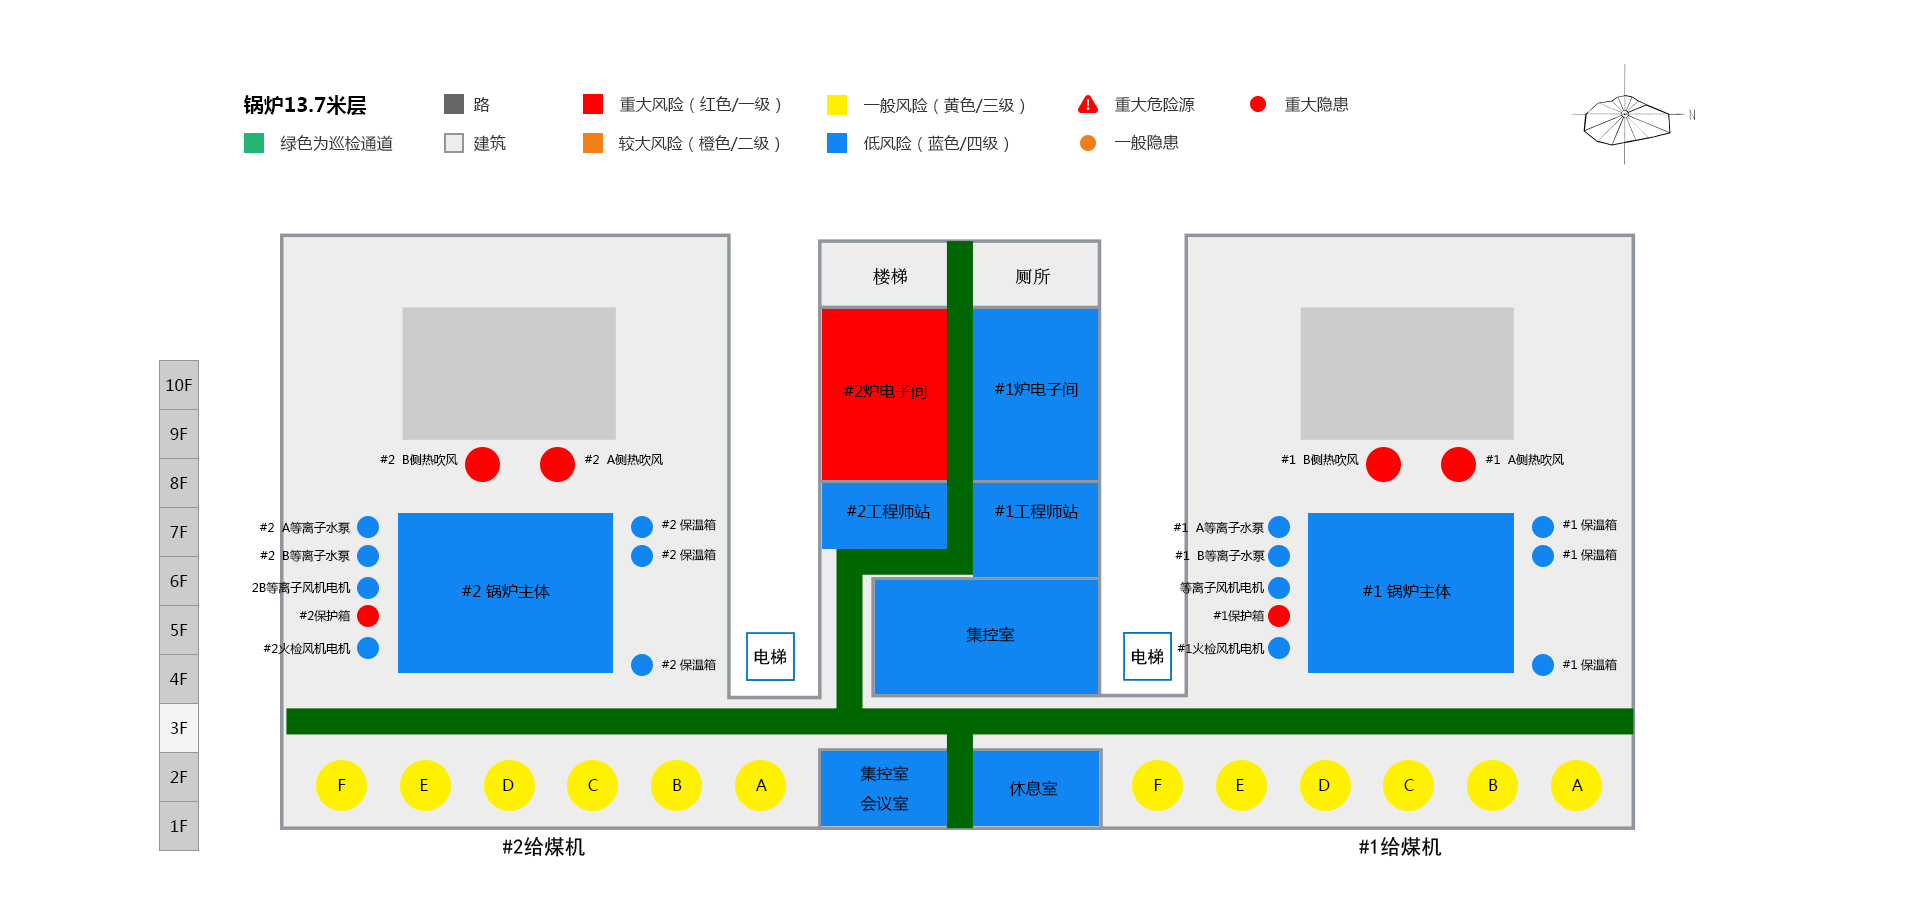 锅炉13.7米层
路
重大风险（红色/一级）
一般风险（黄色/三级）
重大危险源
重大隐患
绿色为巡检通道
建筑
较大风险（橙色/二级）
低风险（蓝色/四级）
一般隐患
N
10F
9F
8F
7F
6F
5F
4F
3F
2F
1F
#2 B侧热吹风
#2 A侧热吹风
#2 A等离子水泵
#2 B等离子水泵
2B等离子风机电机
#2保护箱
#2火检风机电机
#2 锅炉主体
#2 保温箱
#2 保温箱
#2 保温箱
电梯
楼梯
厕所
#2炉电子间
#1炉电子间
#2工程师站
#1工程师站
集控室
电梯
#1 B侧热吹风
#1 A侧热吹风
#1 A等离子水泵
#1 B等离子水泵
等离子风机电机
#1保护箱
#1火检风机电机
#1 锅炉主体
#1 保温箱
#1 保温箱
#1 保温箱
F E D C B A
集控室
会议室
休息室
F E D C B A
#2给煤机
#1给煤机